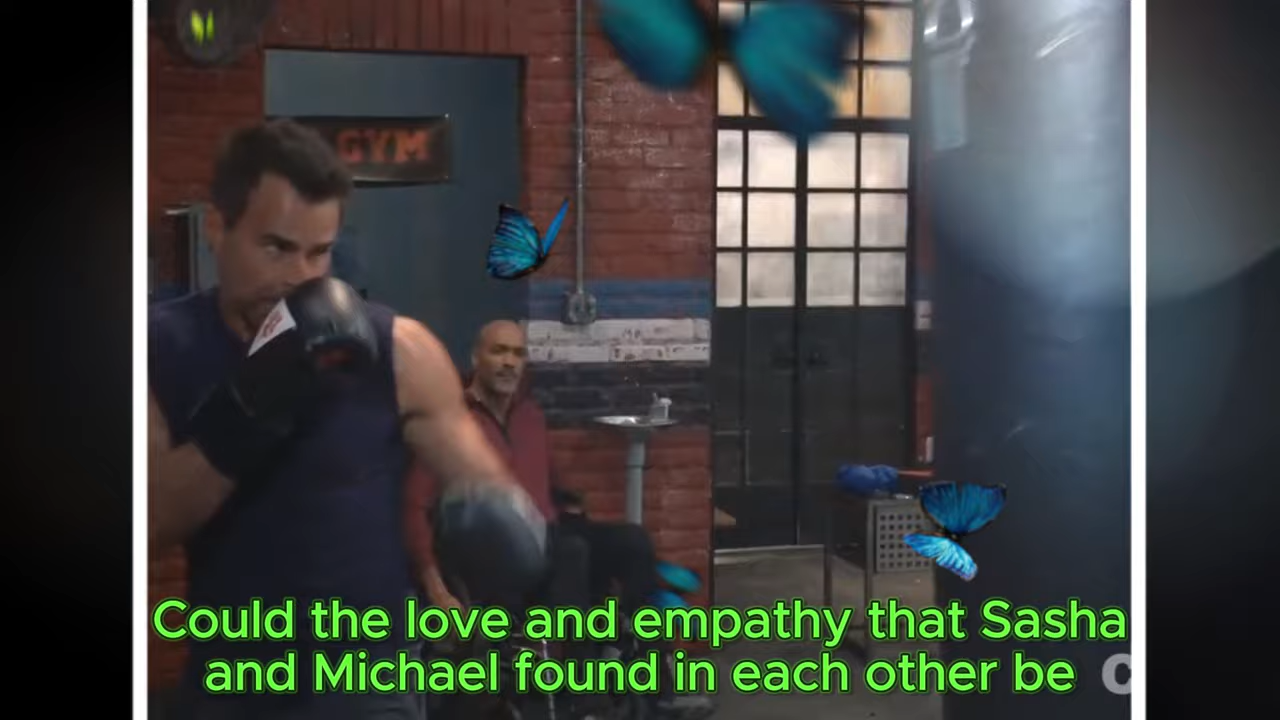 GYM
Could the love and empathy that Sasha
and Michael found in each other be
C